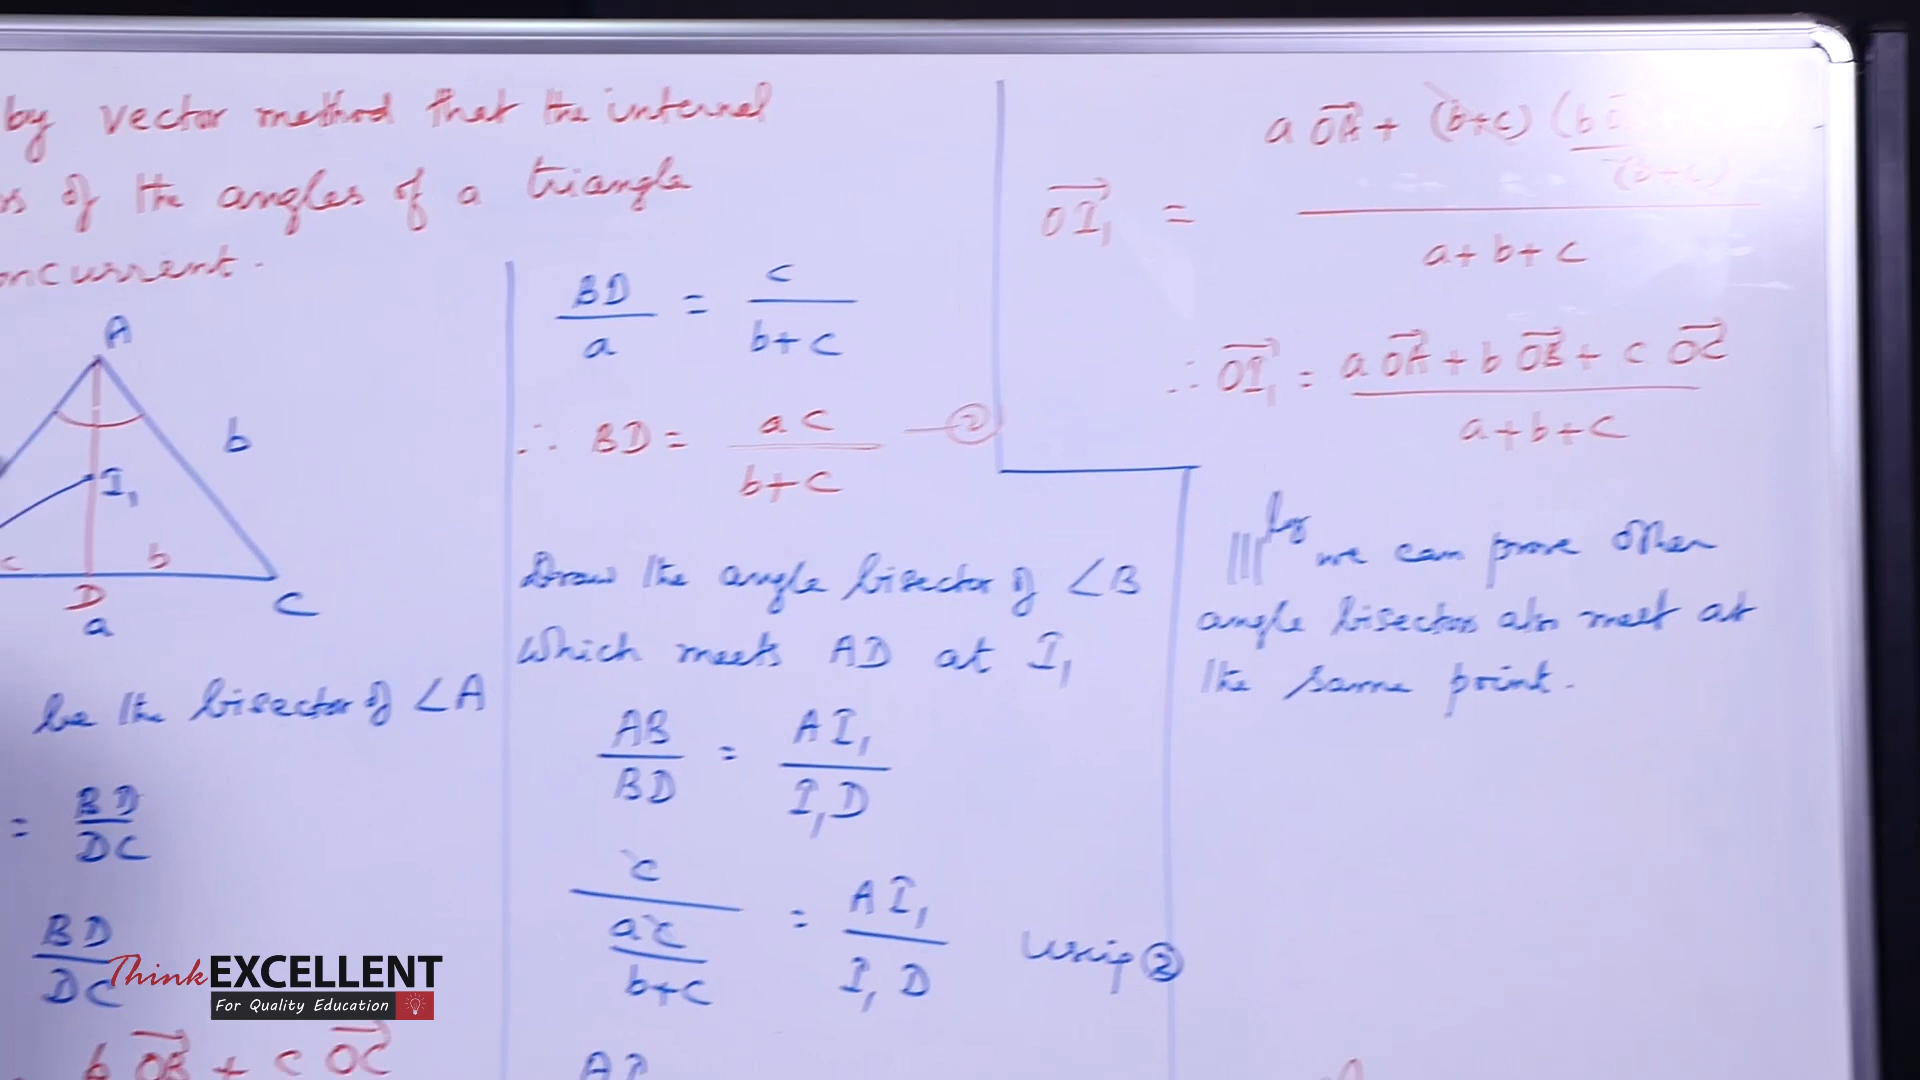 by vector method that the internal
of the angles of a triangle
A
b
I₁
c b
D
C
a
be the bisector of ∠A
= BD/DC
BD/DC
b OB⃗ + c OC⃗
BD/a = c/(b+c)
∴ BD = ac/(b+c) — ②
Draw the angle bisector of ∠B
which meets AD at I₁
AB/BD = AI₁/I₁D
c/(ac/(b+c)) = AI₁/I₁D using ②
OI₁⃗ = (a OA⃗ + (b+c) (b /(b+c)))/(a+b+c)
∴ OI₁⃗ = (a OA⃗ + b OB⃗ + c OC⃗)/(a+b+c)
|||ly we can prove other
angle bisectors also meet at
the same point.
Think EXCELLENT
For Quality Education